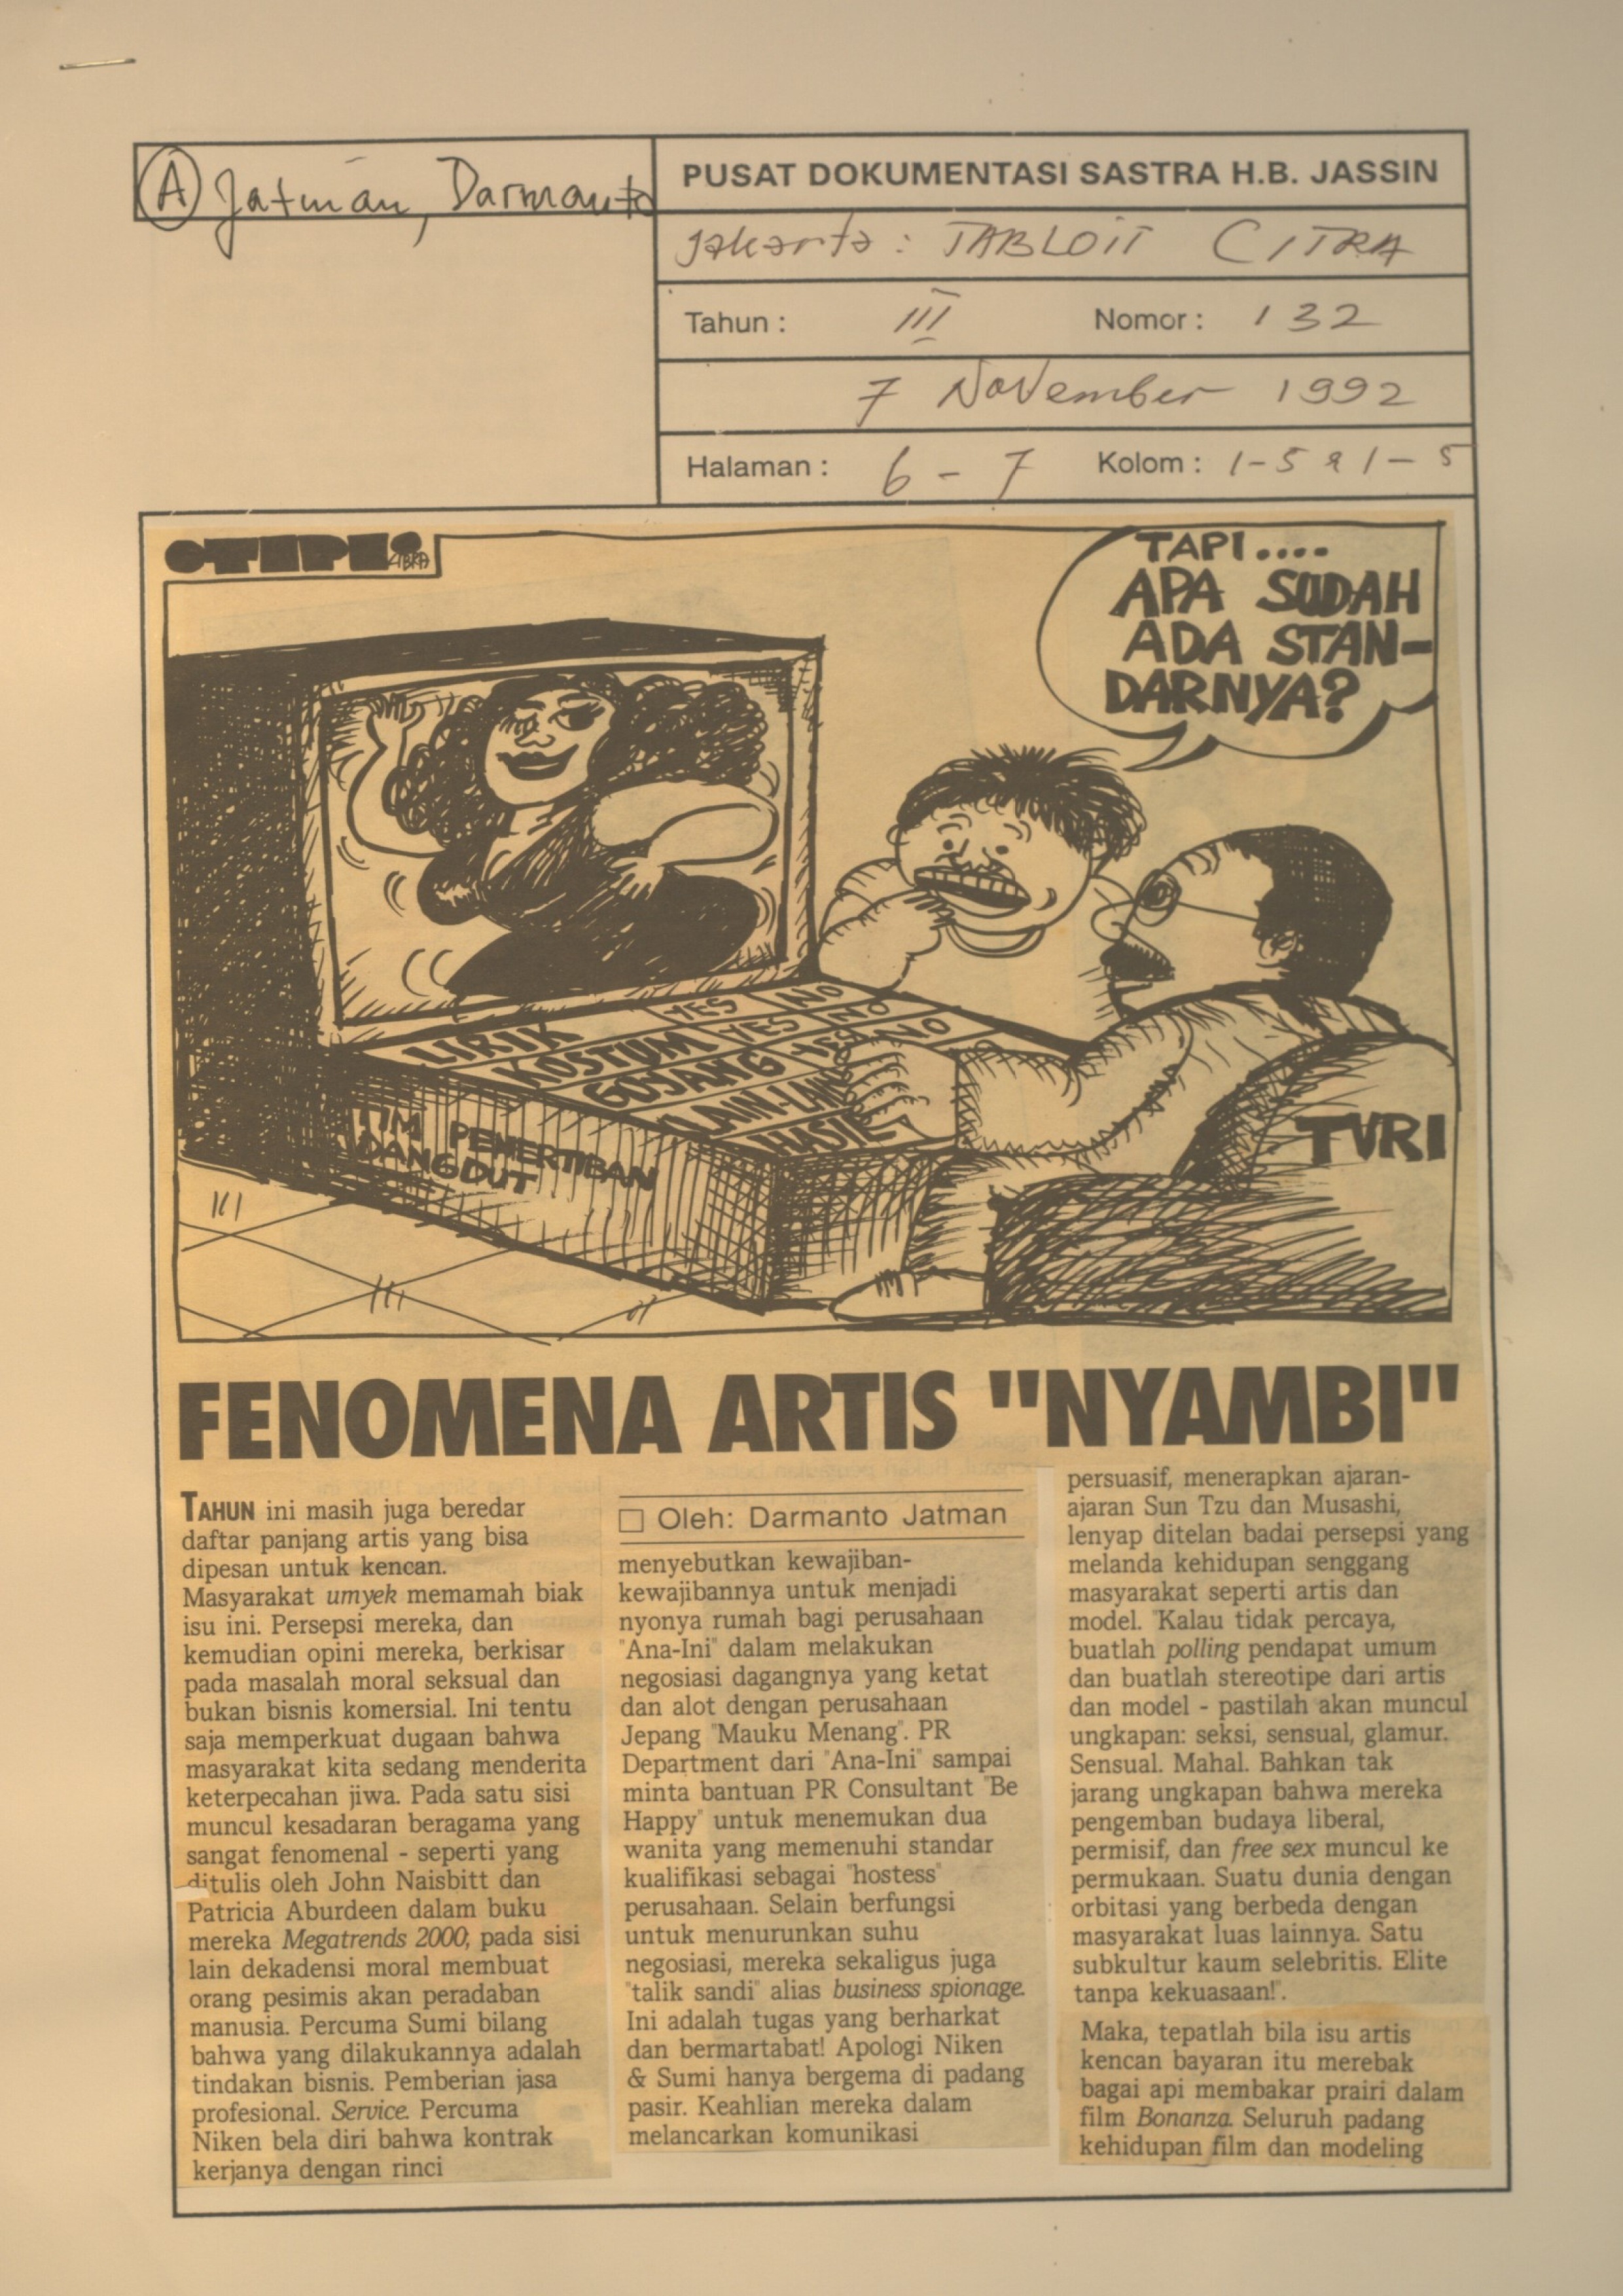 Ⓐ Jatman, Darmanto
PUSAT DOKUMENTASI SASTRA H.B. JASSIN
Jakarta : TABLOIT CITRA
Tahun : III Nomor : 132
7 November 1992
Halaman : 6 - 7 Kolom : 1-5 & 1-5
TAPI....
APA SUDAH
ADA STAN-
DARNYA?
LIRIK YES NO
KOSTUM YES NO
GOYANG YES NO
LAIN-LAIN
HASIL
TIM PENERTIBAN
DANGDUT
TVRI
FENOMENA ARTIS "NYAMBI"
TAHUN ini masih juga beredar
daftar panjang artis yang bisa
dipesan untuk kencan.
Masyarakat umyek memamah biak
isu ini. Persepsi mereka, dan
kemudian opini mereka, berkisar
pada masalah moral seksual dan
bukan bisnis komersial. Ini tentu
saja memperkuat dugaan bahwa
masyarakat kita sedang menderita
keterpecahan jiwa. Pada satu sisi
muncul kesadaran beragama yang
sangat fenomenal - seperti yang
ditulis oleh John Naisbitt dan
Patricia Aburdeen dalam buku
mereka Megatrends 2000; pada sisi
lain dekadensi moral membuat
orang pesimis akan peradaban
manusia. Percuma Sumi bilang
bahwa yang dilakukannya adalah
tindakan bisnis. Pemberian jasa
profesional. Service. Percuma
Niken bela diri bahwa kontrak
kerjanya dengan rinci
□ Oleh: Darmanto Jatman
menyebutkan kewajiban-
kewajibannya untuk menjadi
nyonya rumah bagi perusahaan
"Ana-Ini" dalam melakukan
negosiasi dagangnya yang ketat
dan alot dengan perusahaan
Jepang "Mauku Menang". PR
Department dari "Ana-Ini" sampai
minta bantuan PR Consultant "Be
Happy" untuk menemukan dua
wanita yang memenuhi standar
kualifikasi sebagai "hostess"
perusahaan. Selain berfungsi
untuk menurunkan suhu
negosiasi, mereka sekaligus juga
"talik sandi" alias business spionage.
Ini adalah tugas yang berharkat
dan bermartabat! Apologi Niken
& Sumi hanya bergema di padang
pasir. Keahlian mereka dalam
melancarkan komunikasi
persuasif, menerapkan ajaran-
ajaran Sun Tzu dan Musashi,
lenyap ditelan badai persepsi yang
melanda kehidupan senggang
masyarakat seperti artis dan
model. "Kalau tidak percaya,
buatlah polling pendapat umum
dan buatlah stereotipe dari artis
dan model - pastilah akan muncul
ungkapan: seksi, sensual, glamur.
Sensual. Mahal. Bahkan tak
jarang ungkapan bahwa mereka
pengemban budaya liberal,
permisif, dan free sex muncul ke
permukaan. Suatu dunia dengan
orbitasi yang berbeda dengan
masyarakat luas lainnya. Satu
subkultur kaum selebritis. Elite
tanpa kekuasaan!".
Maka, tepatlah bila isu artis
kencan bayaran itu merebak
bagai api membakar prairi dalam
film Bonanza. Seluruh padang
kehidupan film dan modeling